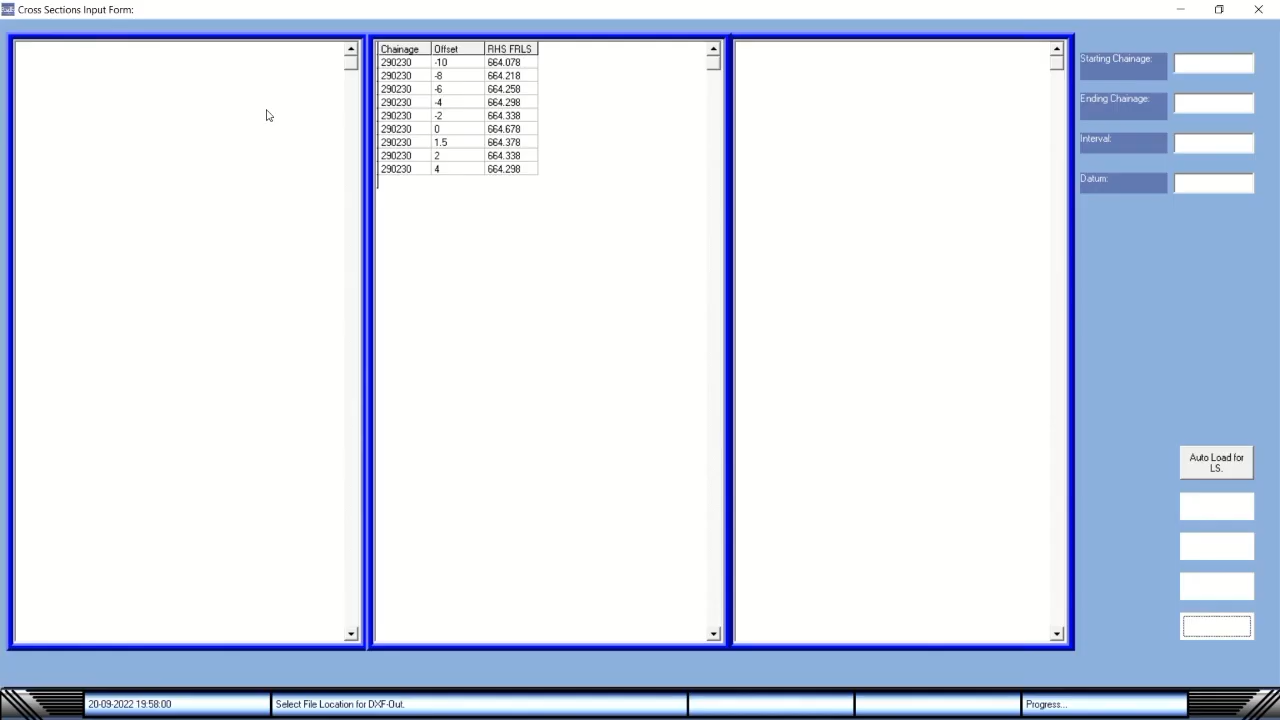 Cross Sections Input Form:
Chainage Offset RHS FRLS
290230 -10 664.078
290230 -8 664.218
290230 -6 664.258
290230 -4 664.298
290230 -2 664.338
290230 0 664.678
290230 1.5 664.378
290230 2 664.338
290230 4 664.298
Starting Chainage:
Ending Chainage:
Interval:
Datum:
Auto Load for
LS.
20-09-2022 19:58:00
Select File Location for DXF-Out.
Progress...